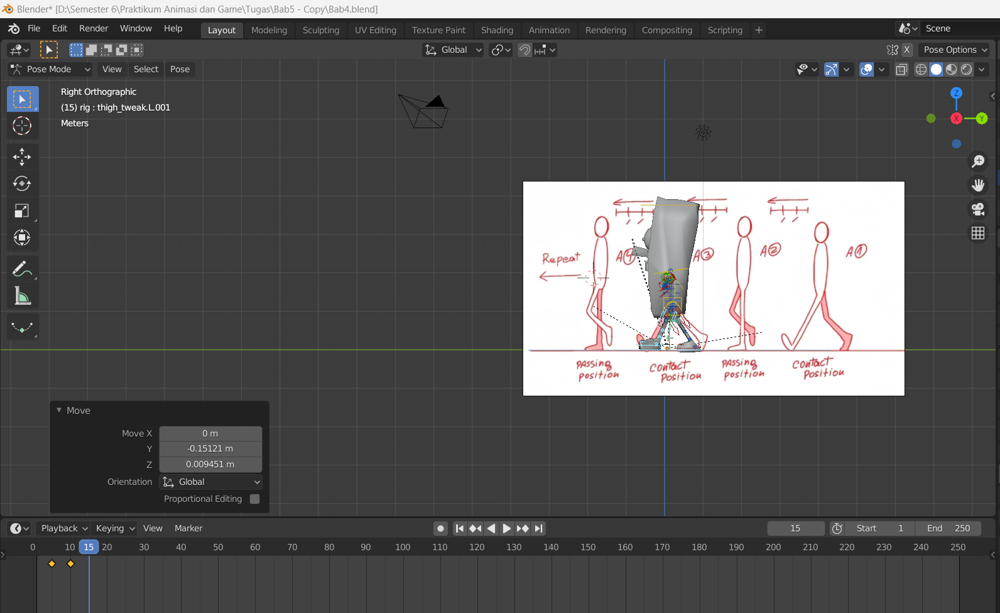 Blender* [D:\Semester 6\Praktikum Animasi dan Game\Tugas\Bab5 - Copy\Bab4.blend]
File Edit Render Window Help
Layout Modeling Sculpting UV Editing Texture Paint Shading Animation Rendering Compositing Scripting +
Scene
Global
X
Pose Options
Pose Mode View Select Pose
Right Orthographic
(15) rig : thigh_tweak.L.001
Meters
Z
X
Y
Repeat
A4
A3
A2
A1
Passing Position
Contact Position
Passing Position
Contact Position
Move
Move X 0 m
Y -0.15121 m
Z 0.009451 m
Orientation Global
Proportional Editing
Playback Keying View Marker
15
Start 1
End 250
0 10 15 20 30 40 50 60 70 80 90 100 110 120 130 140 150 160 170 180 190 200 210 220 230 240 250